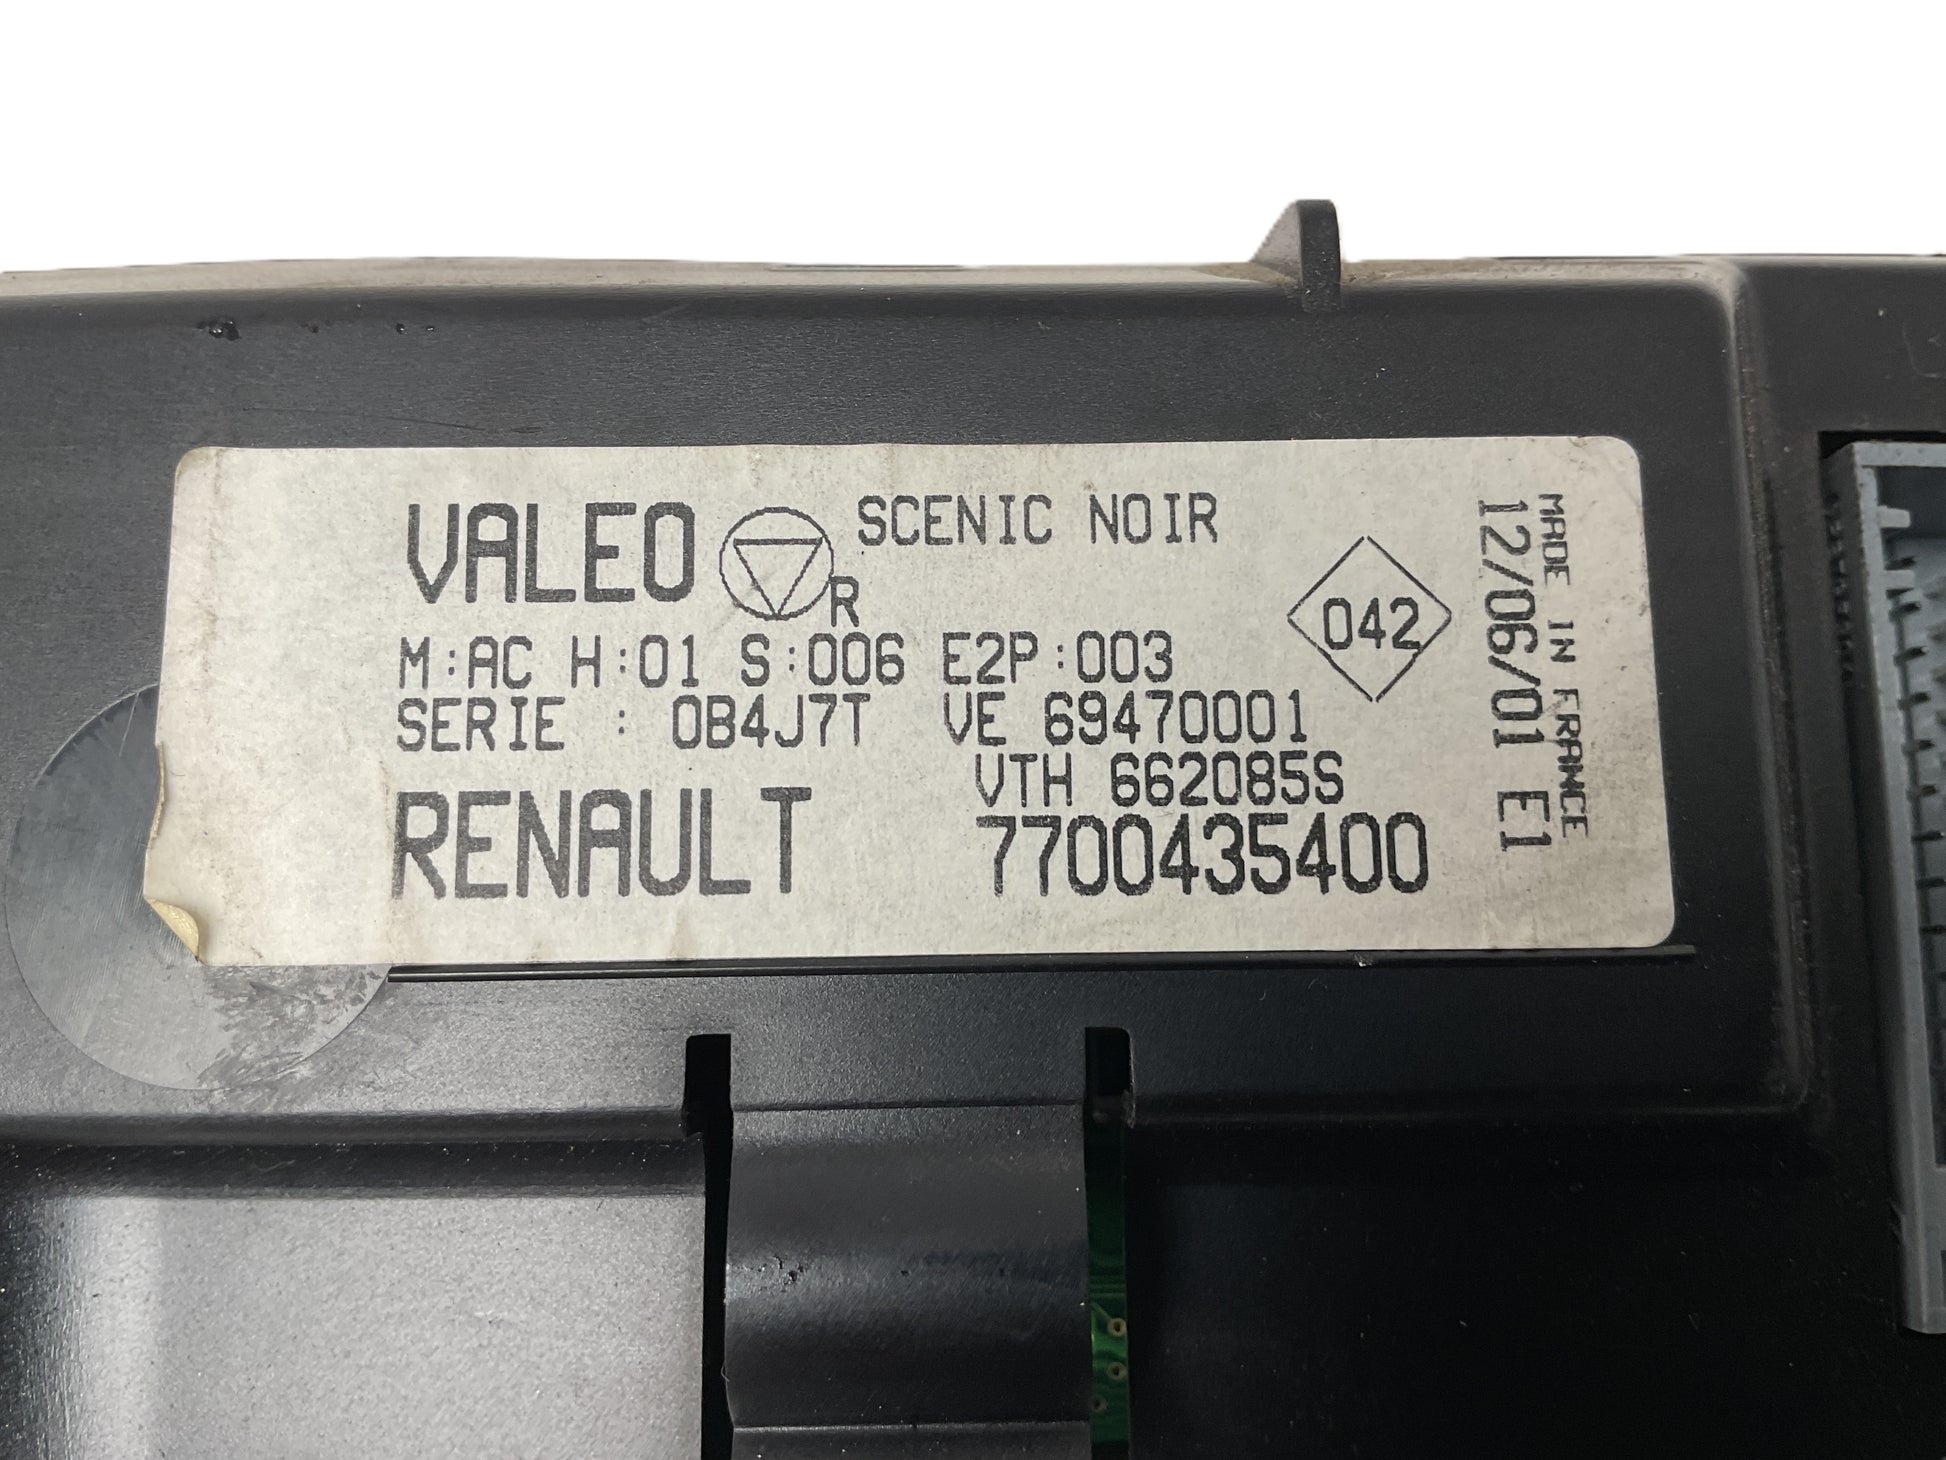 VALEO R SCENIC NOIR
042
M:AC H:01 S:006 E2P:003
SERIE : 0B4J7T VE 69470001
VTH 662085S
RENAULT 7700435400
MADE IN FRANCE
12/06/01 E1